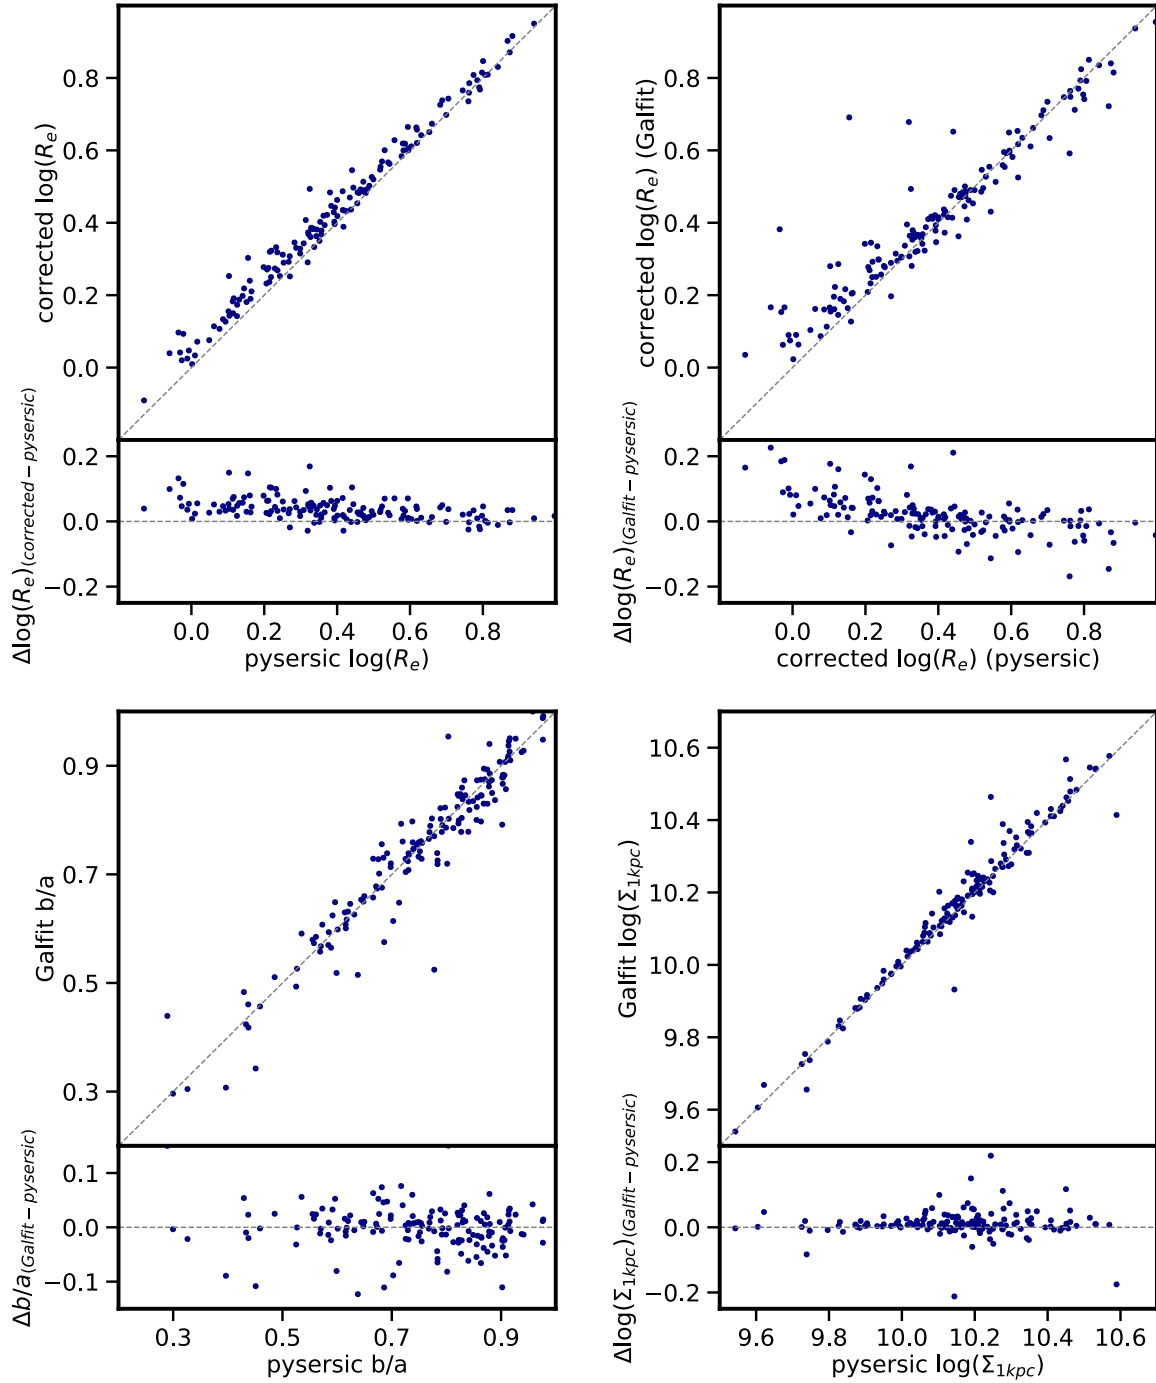 corrected log(R_e)
0.8
0.6
0.4
0.2
0.0
Δlog(R_e)_(corrected−pysersic)
0.2
0.0
−0.2
0.0 0.2 0.4 0.6 0.8
pysersic log(R_e)
corrected log(R_e) (Galfit)
0.8
0.6
0.4
0.2
0.0
Δlog(R_e)_(Galfit−pysersic)
0.2
0.0
−0.2
0.0 0.2 0.4 0.6 0.8
corrected log(R_e) (pysersic)
Galfit b/a
0.9
0.7
0.5
0.3
Δb/a_(Galfit−pysersic)
0.1
0.0
−0.1
0.3 0.5 0.7 0.9
pysersic b/a
Galfit log(Σ_1kpc)
10.6
10.4
10.2
10.0
9.8
9.6
Δlog(Σ_1kpc)_(Galfit−pysersic)
0.2
0.0
−0.2
9.6 9.8 10.0 10.2 10.4 10.6
pysersic log(Σ_1kpc)